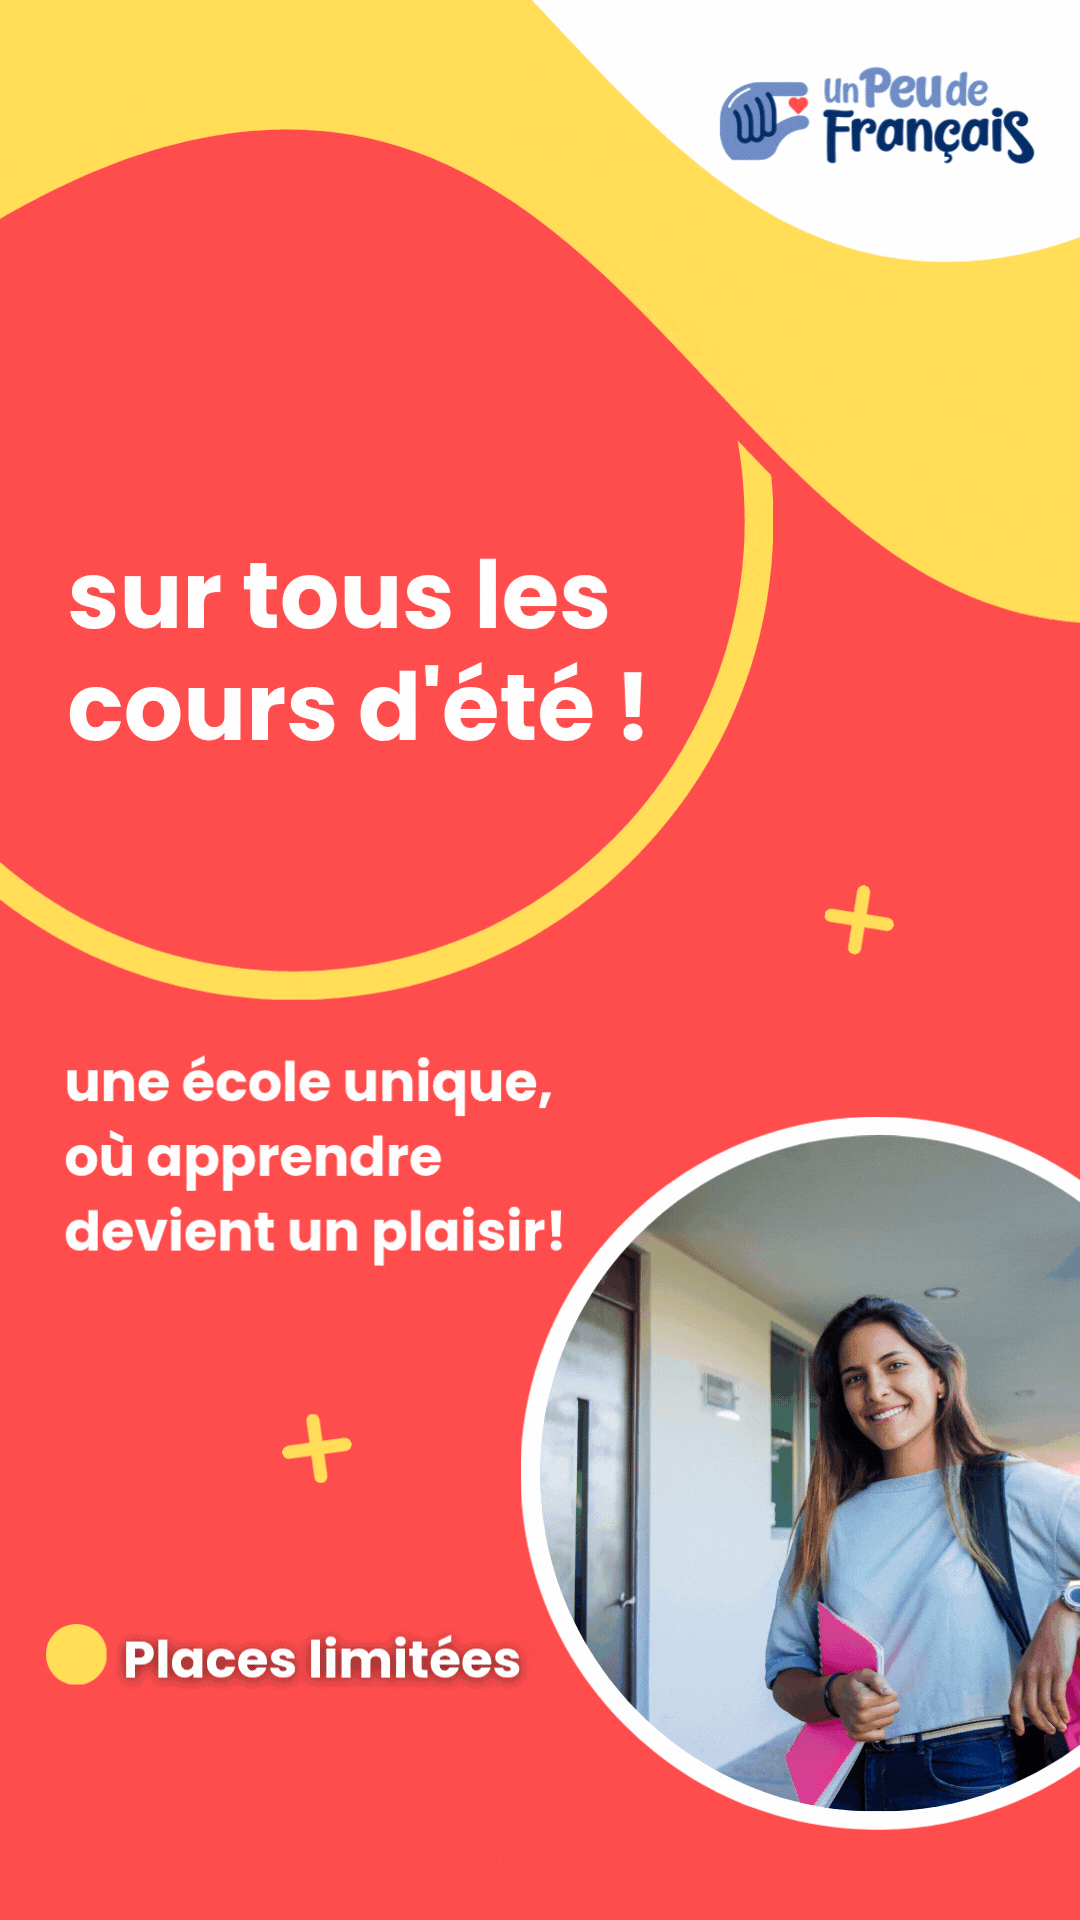 Un Peu de
Français
sur tous les
cours d'été !
une école unique,
où apprendre
devient un plaisir!
Places limitées